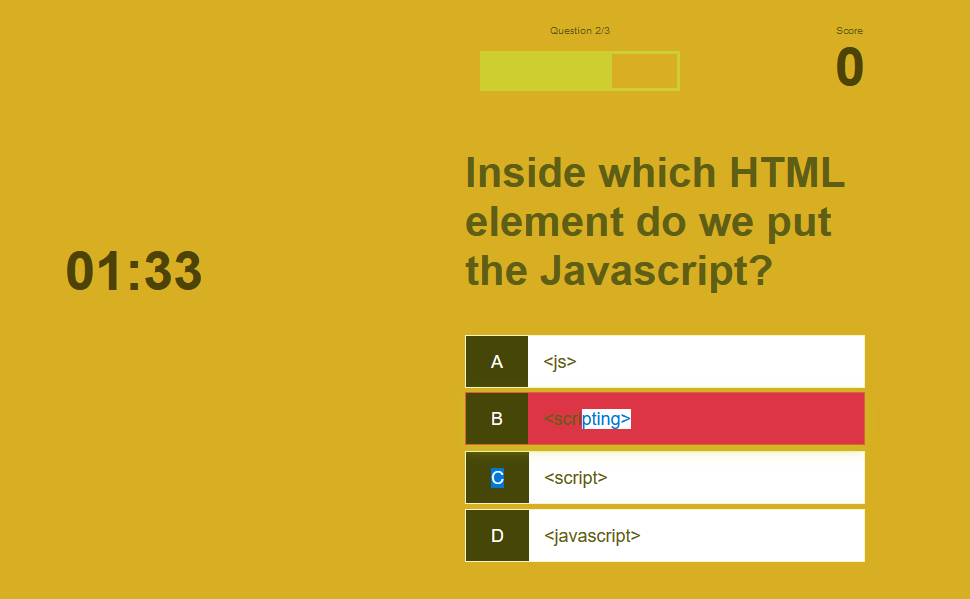 Question 2/3
Score
0
01:33
Inside which HTML
element do we put
the Javascript?
A <js>
B <scripting>
C <script>
D <javascript>